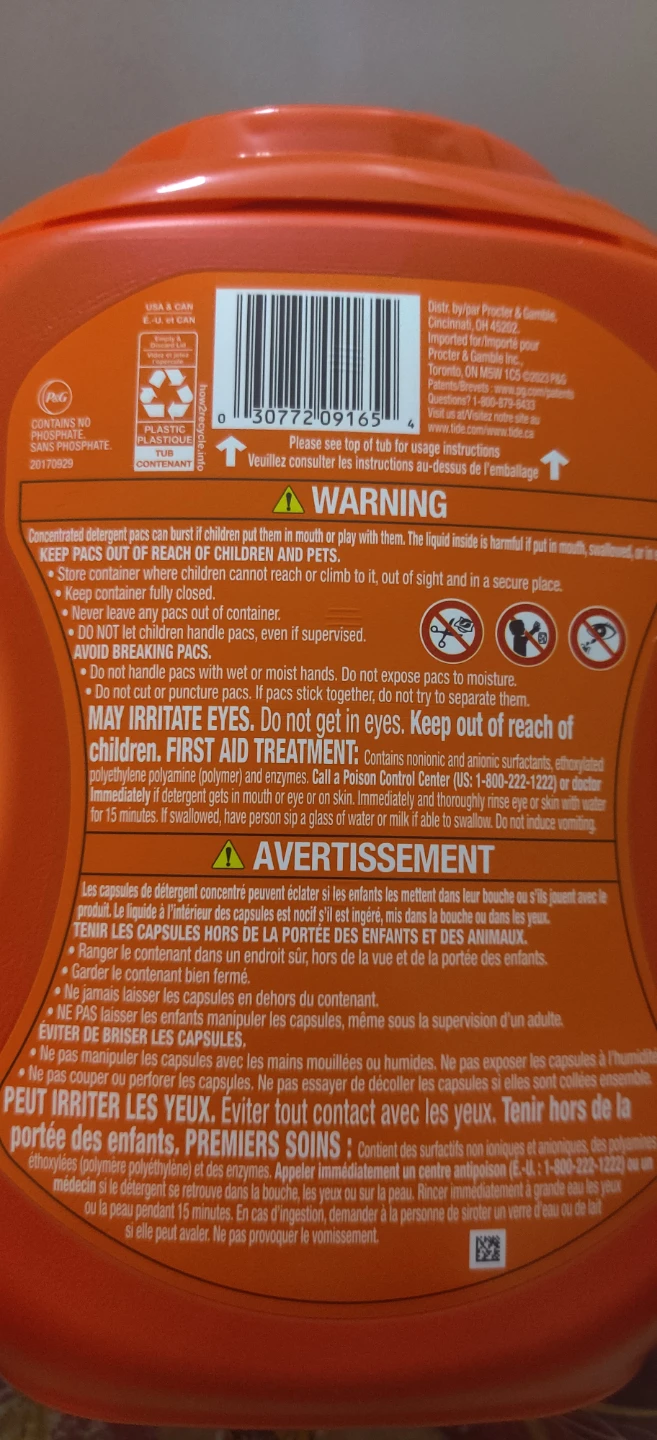 USA & CAN
É.-U. et CAN
Empty &
Discard Lid
Videz et jetez
l'opercule
PLASTIC
PLASTIQUE
TUB
CONTENANT
how2recycle.info
P&G
CONTAINS NO
PHOSPHATE.
SANS PHOSPHATE.
20170929
0 30772 09165 4
Distr. by/par Procter & Gamble,
Cincinnati, OH 45202.
Imported for/Importé pour
Procter & Gamble Inc.,
Toronto, ON M5W 1C5 ©2023 P&G
Patents/Brevets : www.pg.com/patents
Questions? 1-800-879-8433
Visit us at/Visitez notre site au
www.tide.com/www.tide.ca
Please see top of tub for usage instructions
Veuillez consulter les instructions au-dessus de l'emballage
WARNING
Concentrated detergent pacs can burst if children put them in mouth or play with them. The liquid inside is harmful if put in mouth, swallowed, or in
KEEP PACS OUT OF REACH OF CHILDREN AND PETS.
• Store container where children cannot reach or climb to it, out of sight and in a secure place.
• Keep container fully closed.
• Never leave any pacs out of container.
• DO NOT let children handle pacs, even if supervised.
AVOID BREAKING PACS.
• Do not handle pacs with wet or moist hands. Do not expose pacs to moisture.
• Do not cut or puncture pacs. If pacs stick together, do not try to separate them.
MAY IRRITATE EYES. Do not get in eyes. Keep out of reach of
children. FIRST AID TREATMENT: Contains nonionic and anionic surfactants, ethoxylated
polyethylene polyamine (polymer) and enzymes. Call a Poison Control Center (US: 1-800-222-1222) or doctor
Immediately if detergent gets in mouth or eye or on skin. Immediately and thoroughly rinse eye or skin with water
for 15 minutes. If swallowed, have person sip a glass of water or milk if able to swallow. Do not induce vomiting.
AVERTISSEMENT
Les capsules de détergent concentré peuvent éclater si les enfants les mettent dans leur bouche ou s'ils jouent avec le
produit. Le liquide à l'intérieur des capsules est nocif s'il est ingéré, mis dans la bouche ou dans les yeux.
TENIR LES CAPSULES HORS DE LA PORTÉE DES ENFANTS ET DES ANIMAUX.
• Ranger le contenant dans un endroit sûr, hors de la vue et de la portée des enfants.
• Garder le contenant bien fermé.
• Ne jamais laisser les capsules en dehors du contenant.
• NE PAS laisser les enfants manipuler les capsules, même sous la supervision d'un adulte.
ÉVITER DE BRISER LES CAPSULES.
• Ne pas manipuler les capsules avec les mains mouillées ou humides. Ne pas exposer les capsules à l'humidité
• Ne pas couper ou perforer les capsules. Ne pas essayer de décoller les capsules si elles sont collées ensemble.
PEUT IRRITER LES YEUX. Éviter tout contact avec les yeux. Tenir hors de la
portée des enfants. PREMIERS SOINS : Contient des surfactifs non ioniques et anioniques, des polyamines
éthoxylées (polymère polyéthylène) et des enzymes. Appeler immédiatement un centre antipoison (É.-U. : 1-800-222-1222) ou un
médecin si le détergent se retrouve dans la bouche, les yeux ou sur la peau. Rincer immédiatement à grande eau les yeux
ou la peau pendant 15 minutes. En cas d'ingestion, demander à la personne de siroter un verre d'eau ou de lait
si elle peut avaler. Ne pas provoquer le vomissement.